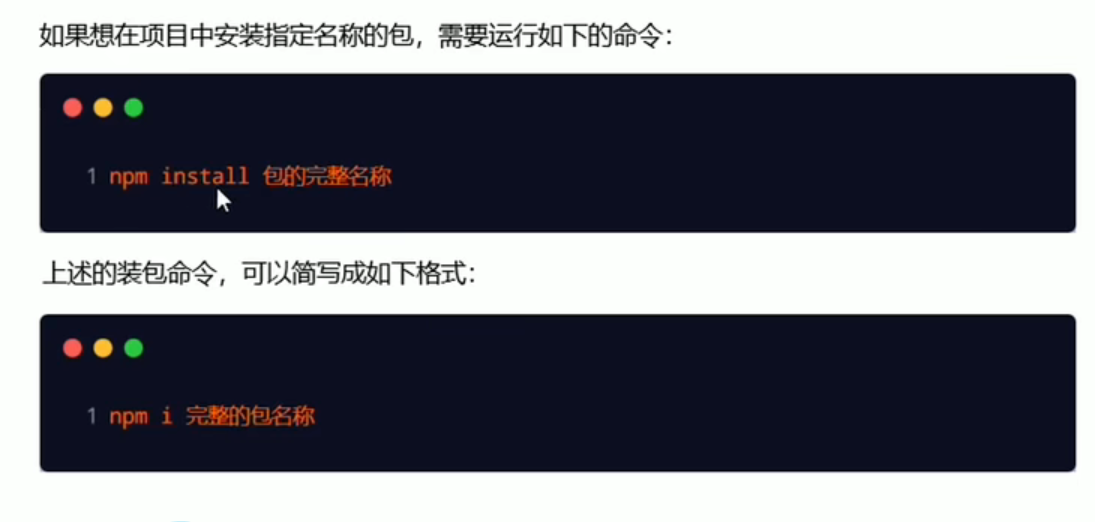 如果想在项目中安装指定名称的包，需要运行如下的命令：
1 npm install 包的完整名称
上述的装包命令，可以简写成如下格式：
1 npm i 完整的包名称